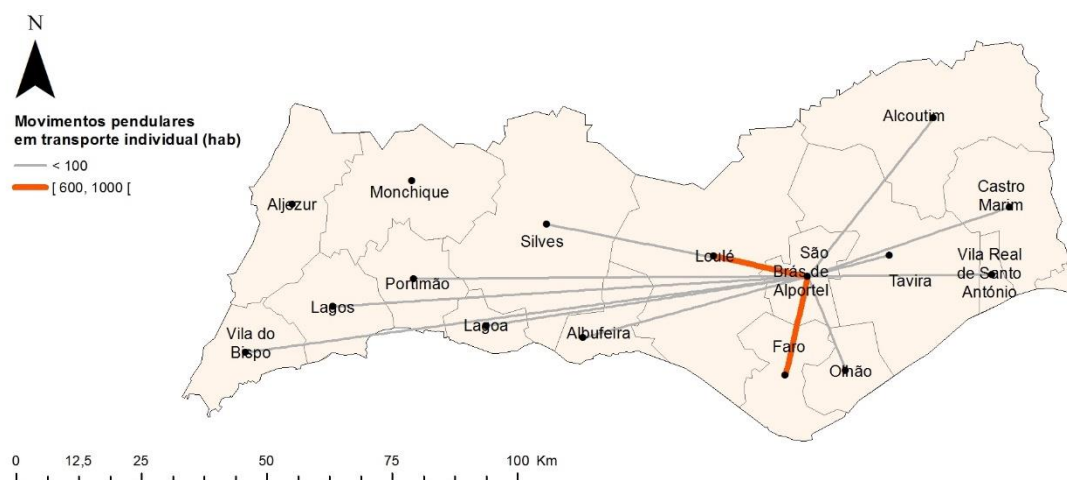 N
Movimentos pendulares
em transporte individual (hab)
< 100
[ 600, 1000 [
Alcoutim
Castro
Marim
Monchique
Aljezur
Silves
Loulé
São
Brás de
Alportel
Tavira
Vila Real
de Santo
António
Portimão
Lagos
Lagoa
Albufeira
Vila do
Bispo
Faro
Olhão
0 12,5 25 50 75 100 Km